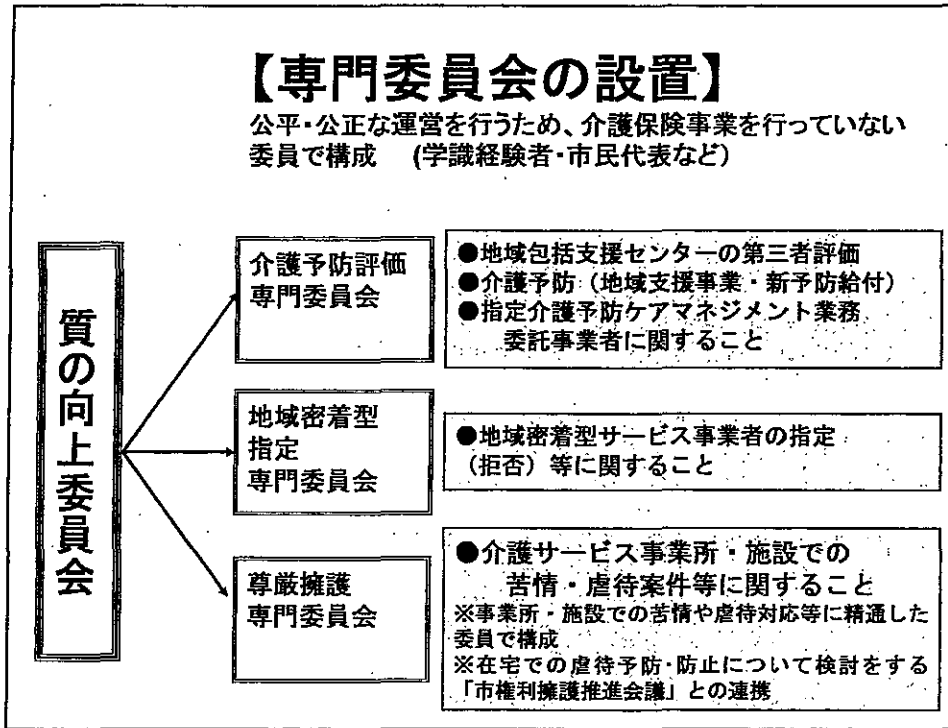 【専門委員会の設置】
公平・公正な運営を行うため、介護保険事業を行っていない
委員で構成　(学識経験者・市民代表など)
質の向上委員会
介護予防評価
専門委員会
●地域包括支援センターの第三者評価
●介護予防（地域支援事業・新予防給付）
●指定介護予防ケアマネジメント業務
委託事業者に関すること
地域密着型
指定
専門委員会
●地域密着型サービス事業者の指定
（拒否）等に関すること
尊厳擁護
専門委員会
●介護サービス事業所・施設での
苦情・虐待案件等に関すること
※事業所・施設での苦情や虐待対応等に精通した
委員で構成
※在宅での虐待予防・防止について検討をする
「市権利擁護推進会議」との連携